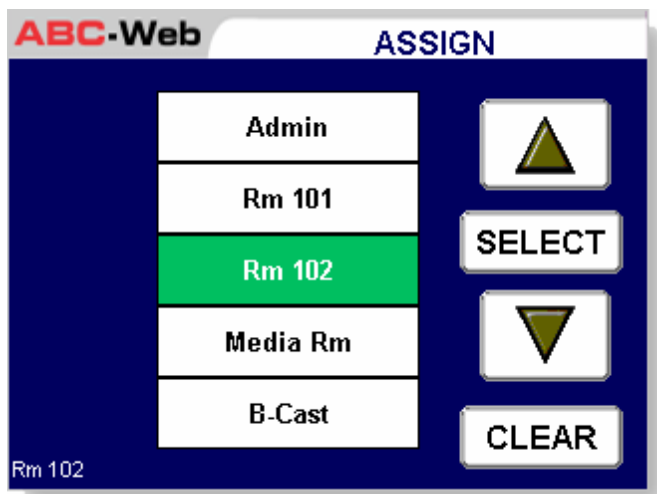 ABC-Web
ASSIGN
Admin
Rm 101
Rm 102
Media Rm
B-Cast
SELECT
CLEAR
Rm 102